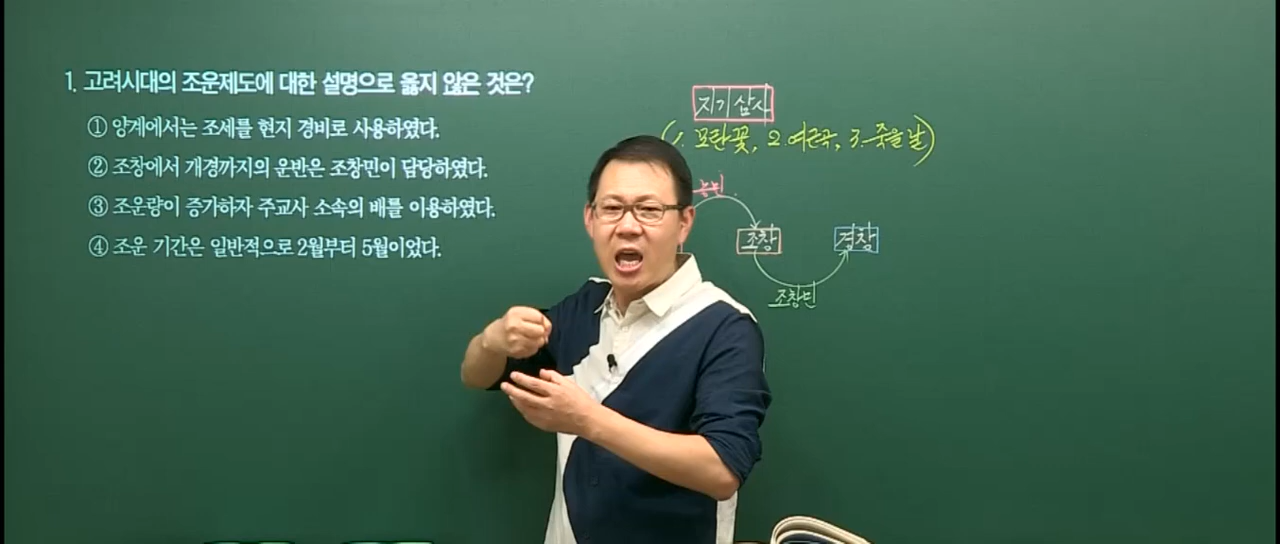 1. 고려시대의 조운제도에 대한 설명으로 옳지 않은 것은?
① 양계에서는 조세를 현지 경비로 사용하였다.
② 조창에서 개경까지의 운반은 조창민이 담당하였다.
③ 조운량이 증가하자 주교사 소속의 배를 이용하였다.
④ 조운 기간은 일반적으로 2월부터 5월이었다.
지기삼사
(1. 모란꽃, 2. 여근곡, 3. 죽을 날)
농민
조창
경창
조창민